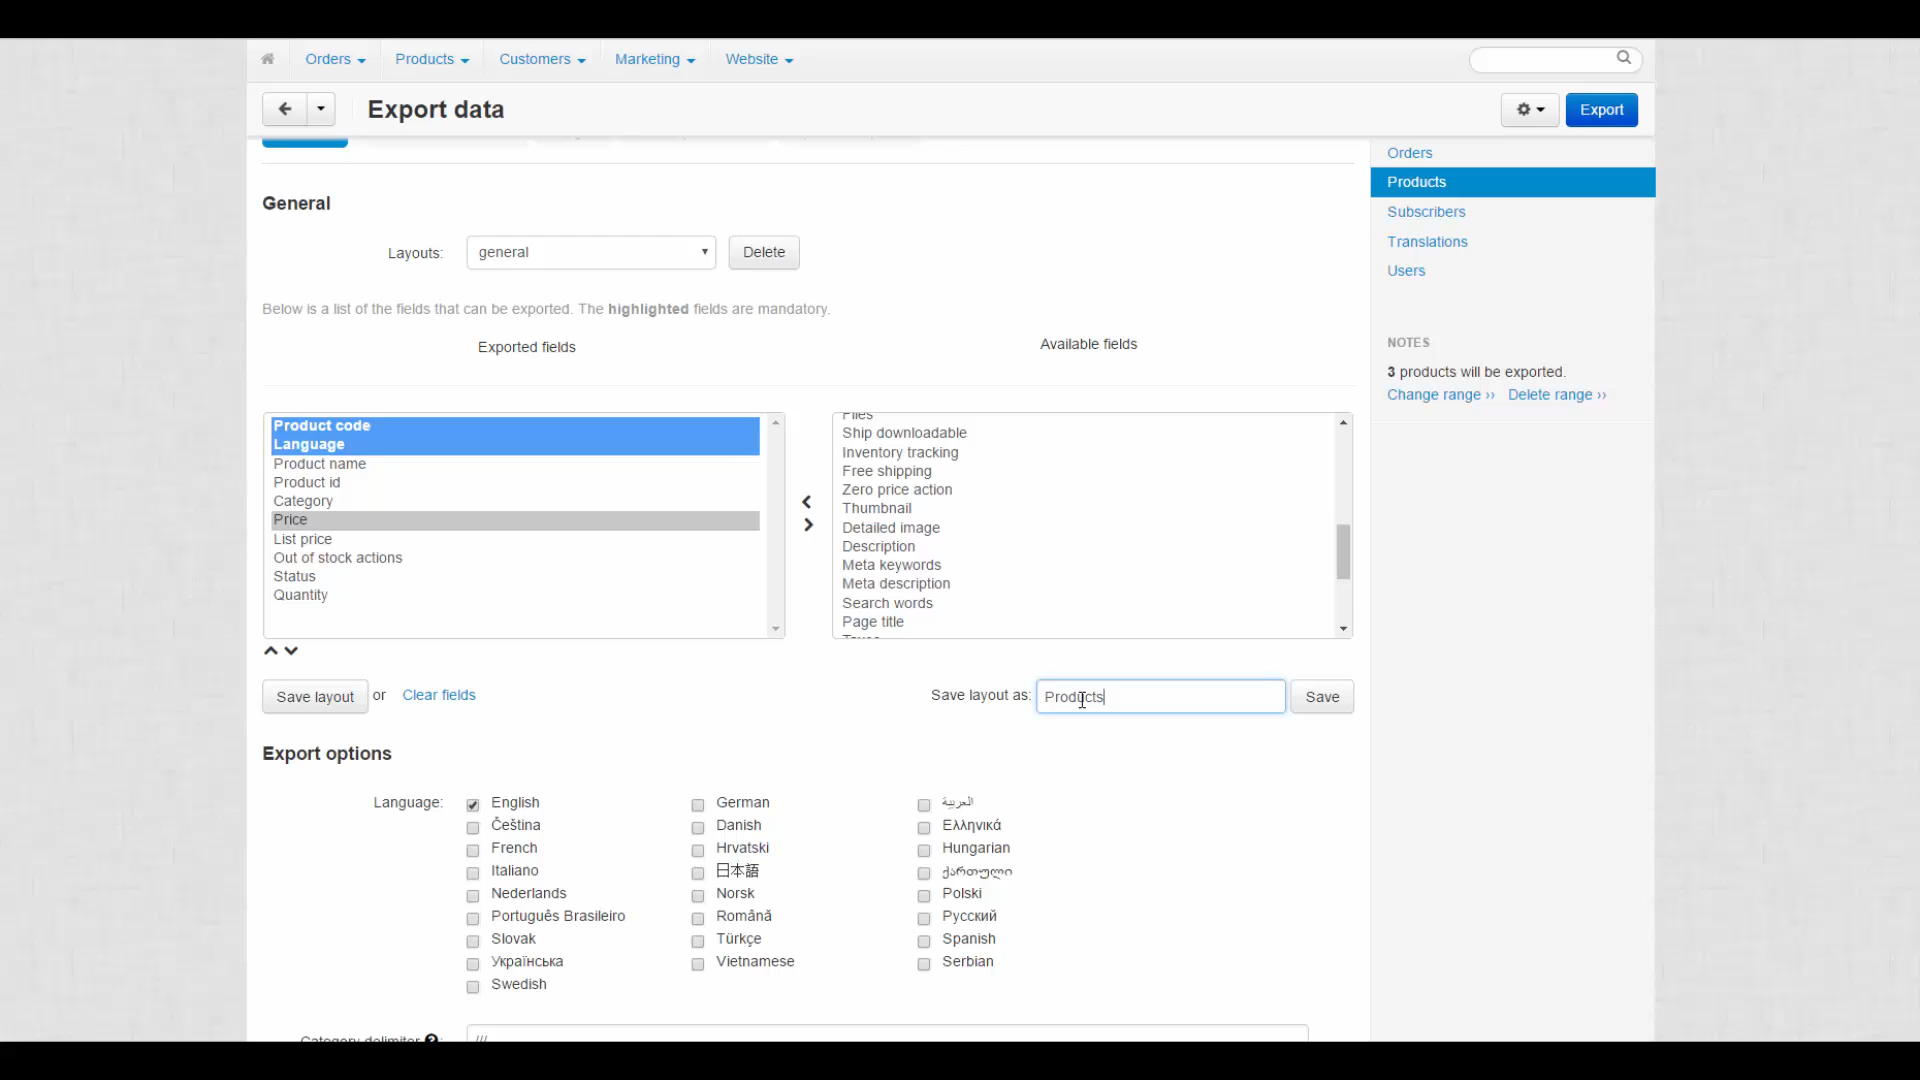 Orders Products Customers Marketing Website
Export data
Export
Orders
Products
Subscribers
Translations
Users
NOTES
3 products will be exported.
Change range ›› Delete range ››
General
Layouts: general Delete
Below is a list of the fields that can be exported. The highlighted fields are mandatory.
Exported fields
Available fields
Product code
Language
Product name
Product id
Category
Price
List price
Out of stock actions
Status
Quantity
Files
Ship downloadable
Inventory tracking
Free shipping
Zero price action
Thumbnail
Detailed image
Description
Meta keywords
Meta description
Search words
Page title
Taxes
Save layout or Clear fields
Save layout as: Products Save
Export options
Language: English German العربية
Čeština Danish Ελληνικά
French Hrvatski Hungarian
Italiano 日本語 ქართული
Nederlands Norsk Polski
Português Brasileiro Română Русский
Slovak Türkçe Spanish
Українська Vietnamese Serbian
Swedish
Category delimiter ? : ///